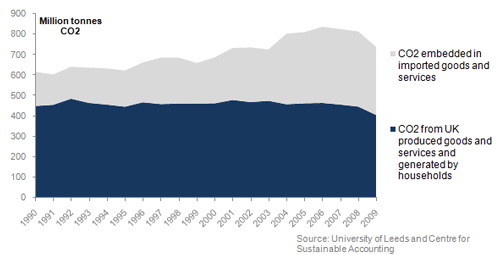 Million tonnes
CO2
900
800
700
600
500
400
300
200
100
0
1990
1991
1992
1993
1994
1995
1996
1997
1998
1999
2000
2001
2002
2003
2004
2005
2006
2007
2008
2009
CO2 embedded in
imported goods and
services
CO2 from UK
produced goods and
services and
generated by
households
Source: University of Leeds and Centre for
Sustainable Accounting